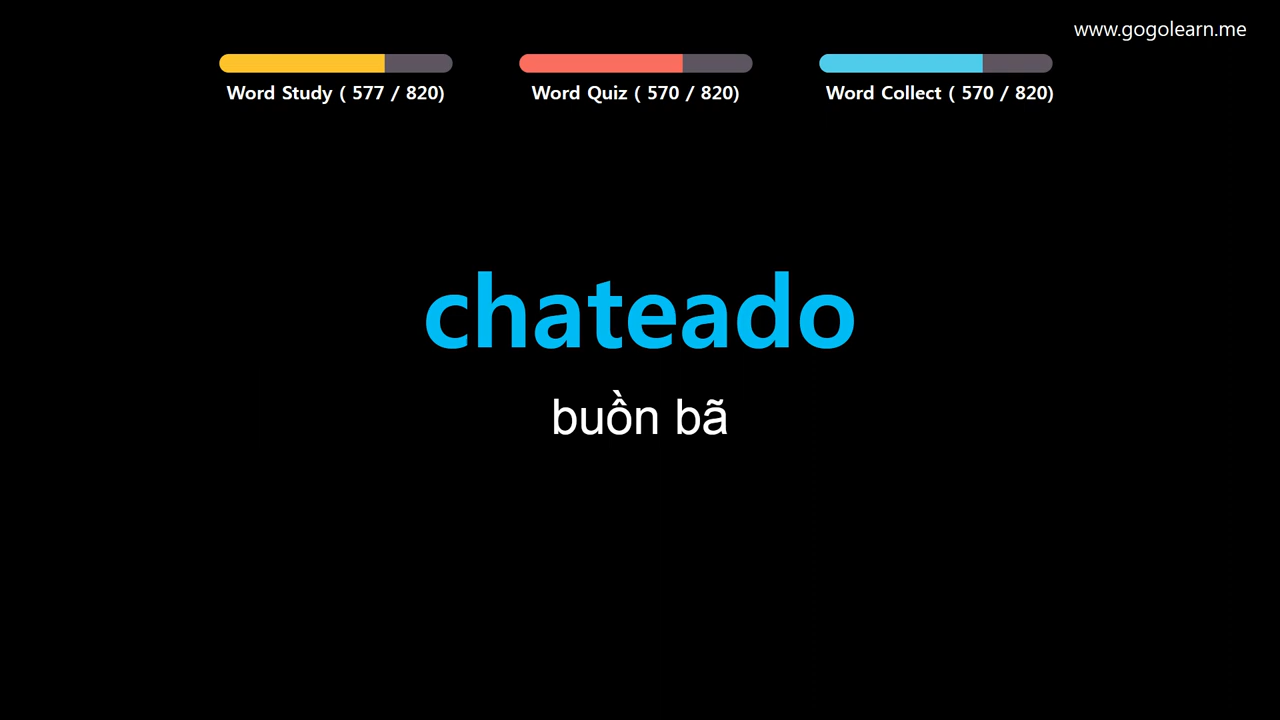 www.gogolearn.me
Word Study ( 577 / 820)
Word Quiz ( 570 / 820)
Word Collect ( 570 / 820)
chateado
buồn bã